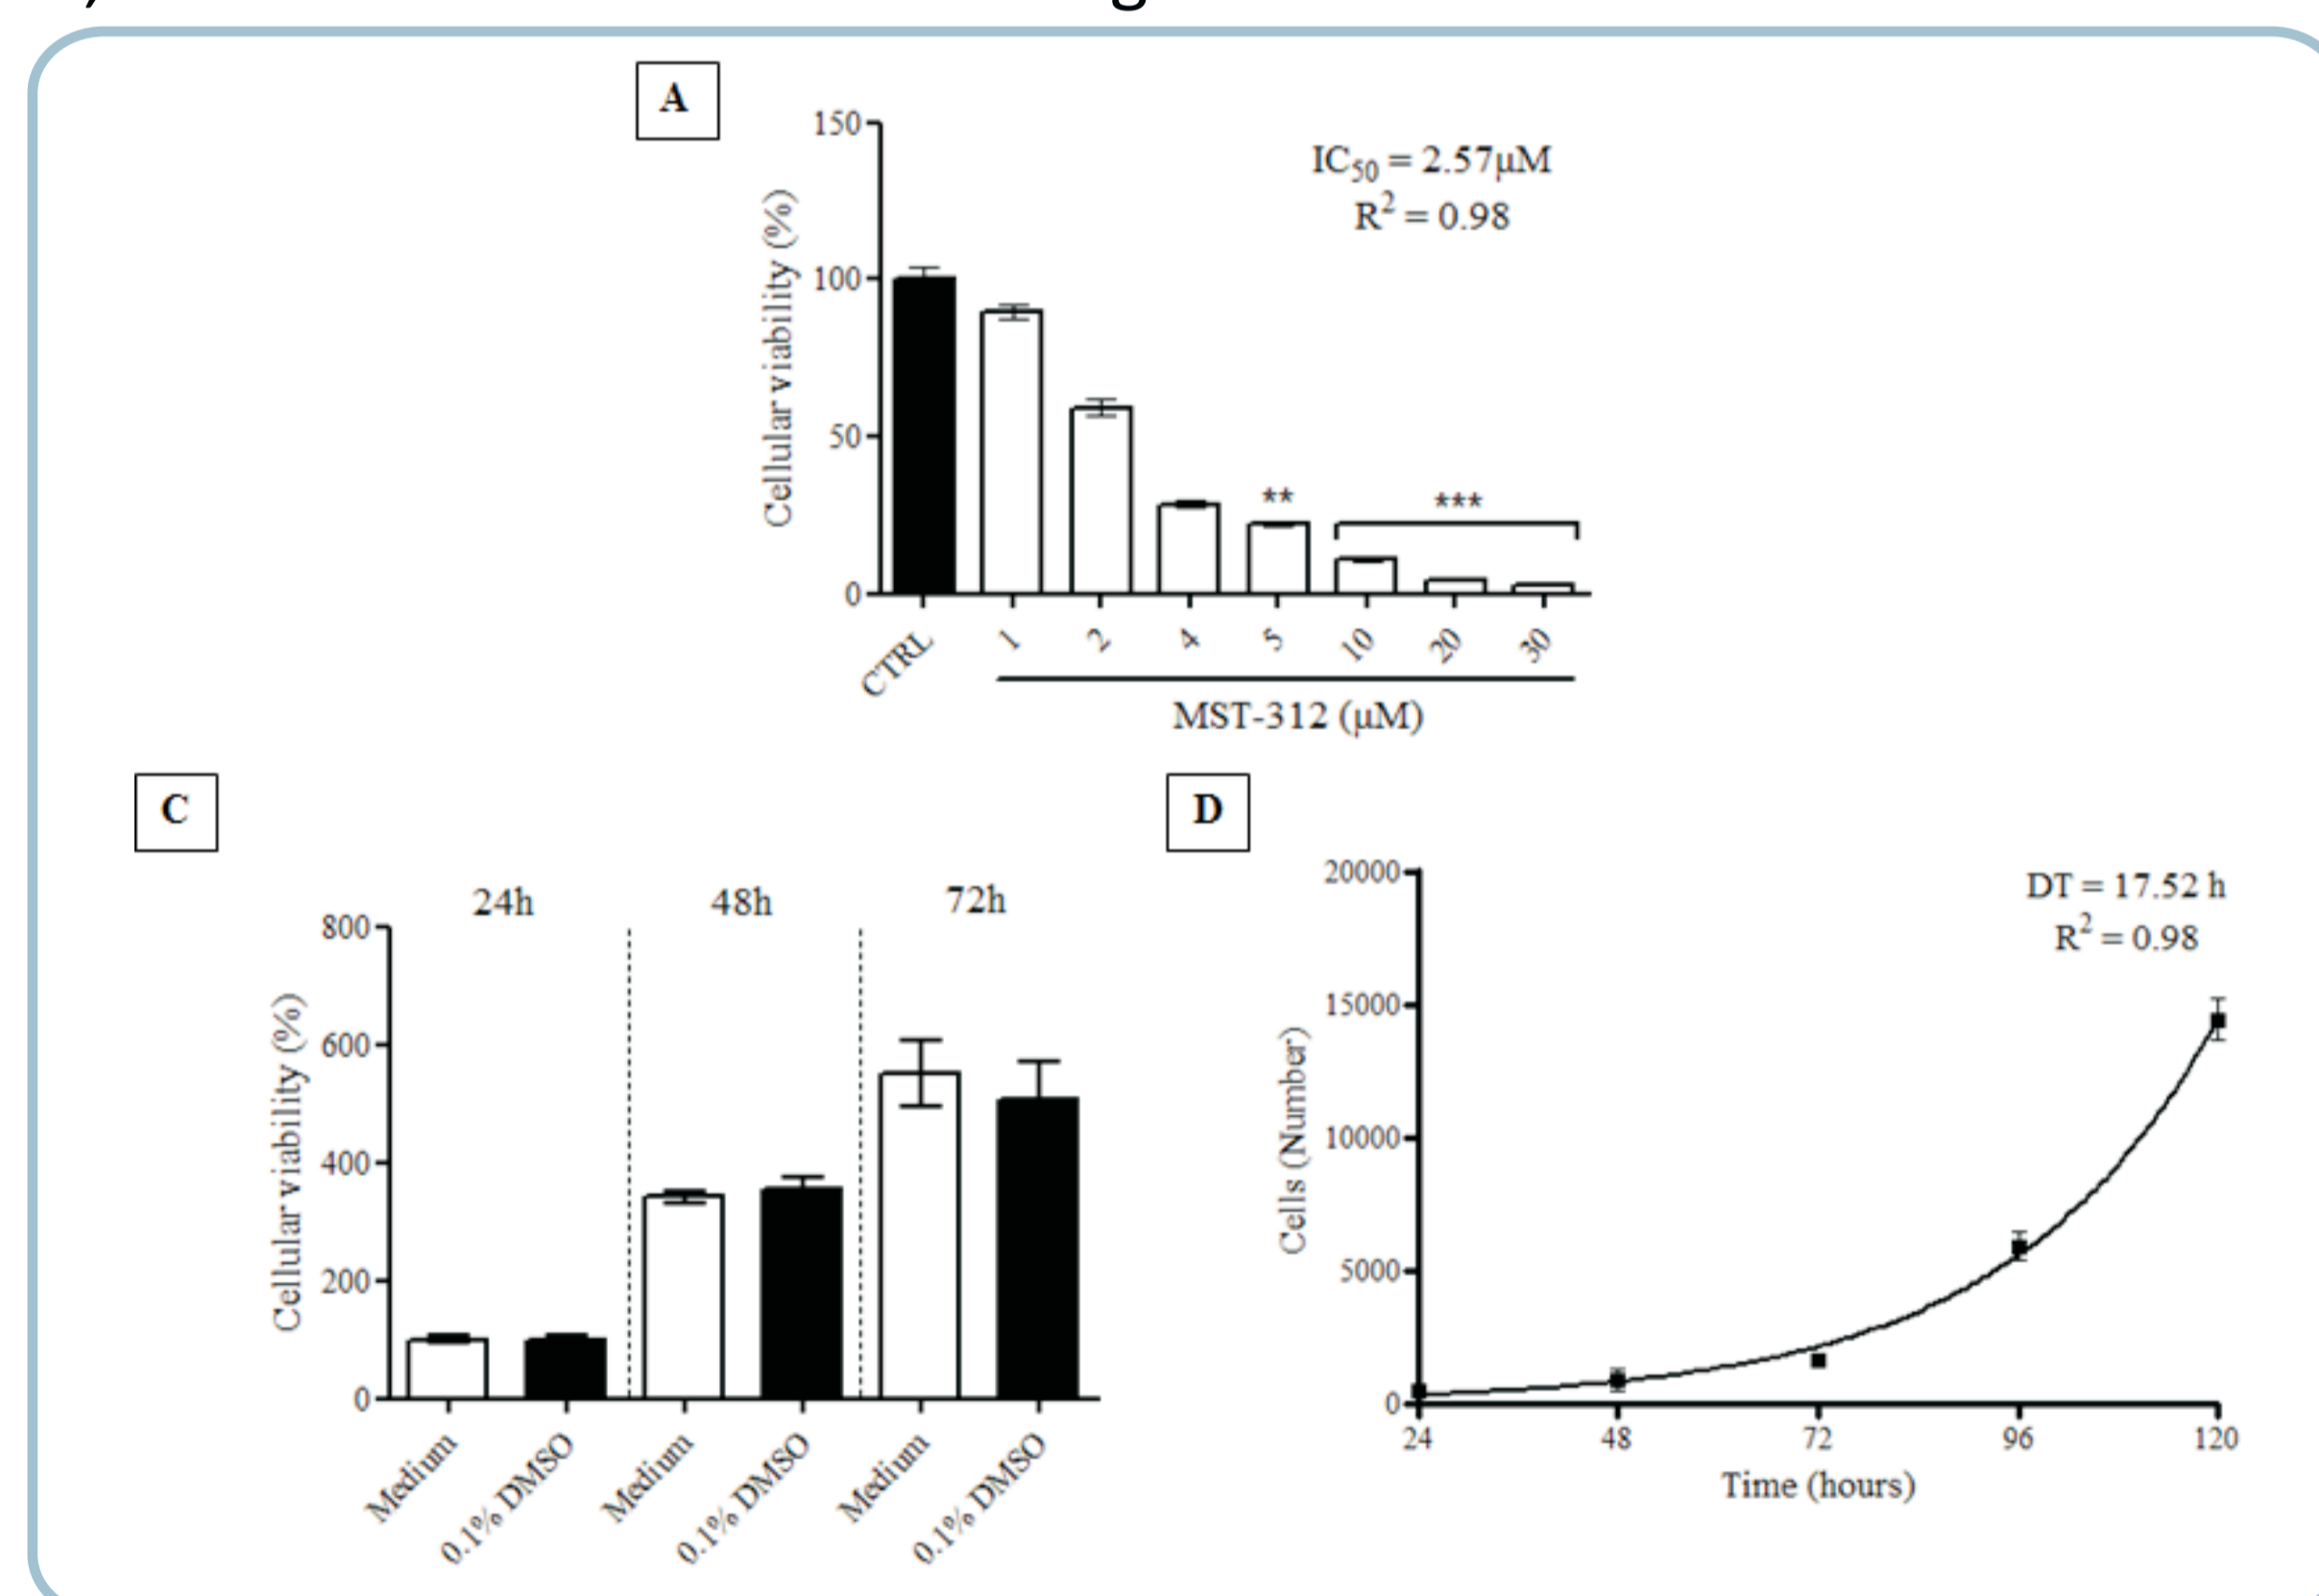 A
150
100
50
0
Cellular viability (%)
IC50 = 2.57µM
R2 = 0.98
**
***
CTRL 1 2 4 5 10 20 30
MST-312 (µM)
C
24h 48h 72h
800
600
400
200
0
Cellular viability (%)
Medium 0.1% DMSO Medium 0.1% DMSO Medium 0.1% DMSO
D
20000
15000
10000
5000
0
Cells (Number)
DT = 17.52 h
R2 = 0.98
24 48 72 96 120
Time (hours)